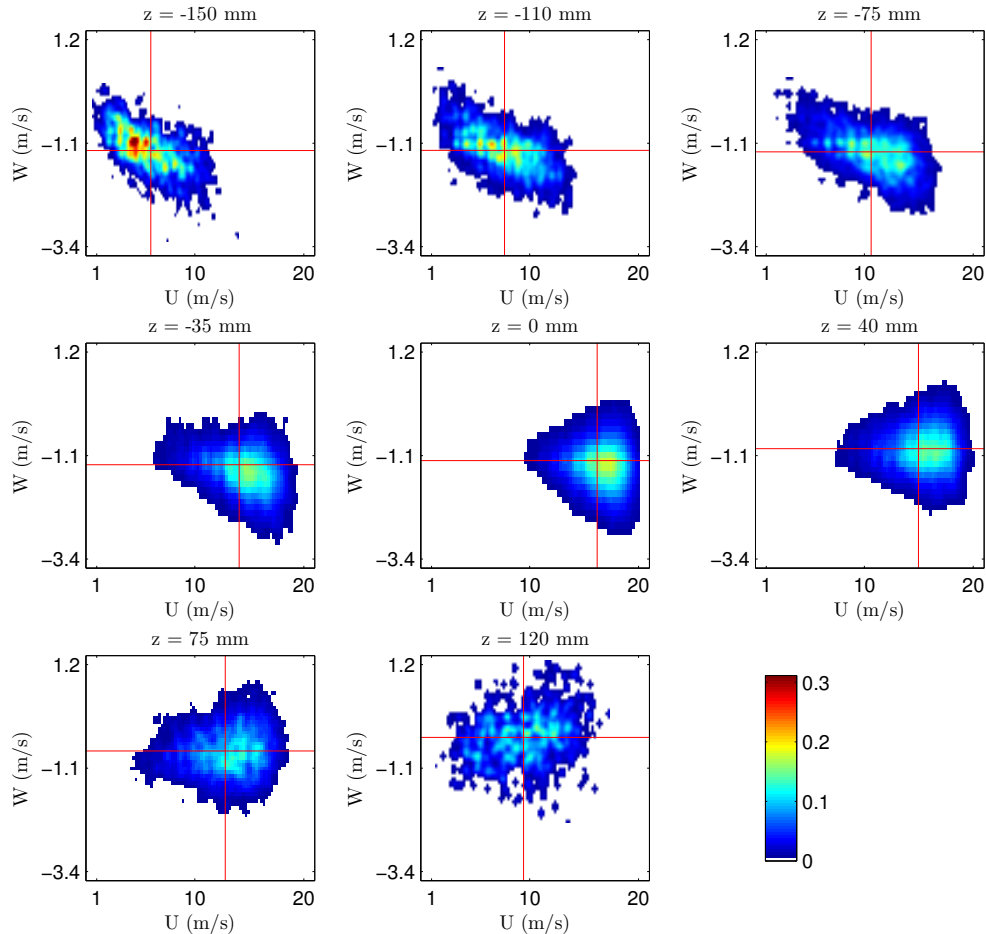 z = -150 mm
z = -110 mm
z = -75 mm
1.2
−1.1
−3.4
W (m/s)
1 10 20
U (m/s)
1.2
−1.1
−3.4
W (m/s)
1 10 20
U (m/s)
1.2
−1.1
−3.4
W (m/s)
1 10 20
U (m/s)
z = -35 mm
z = 0 mm
z = 40 mm
1.2
−1.1
−3.4
W (m/s)
1 10 20
U (m/s)
1.2
−1.1
−3.4
W (m/s)
1 10 20
U (m/s)
1.2
−1.1
−3.4
W (m/s)
1 10 20
U (m/s)
z = 75 mm
z = 120 mm
1.2
−1.1
−3.4
W (m/s)
1 10 20
U (m/s)
1.2
−1.1
−3.4
W (m/s)
1 10 20
U (m/s)
0.3
0.2
0.1
0